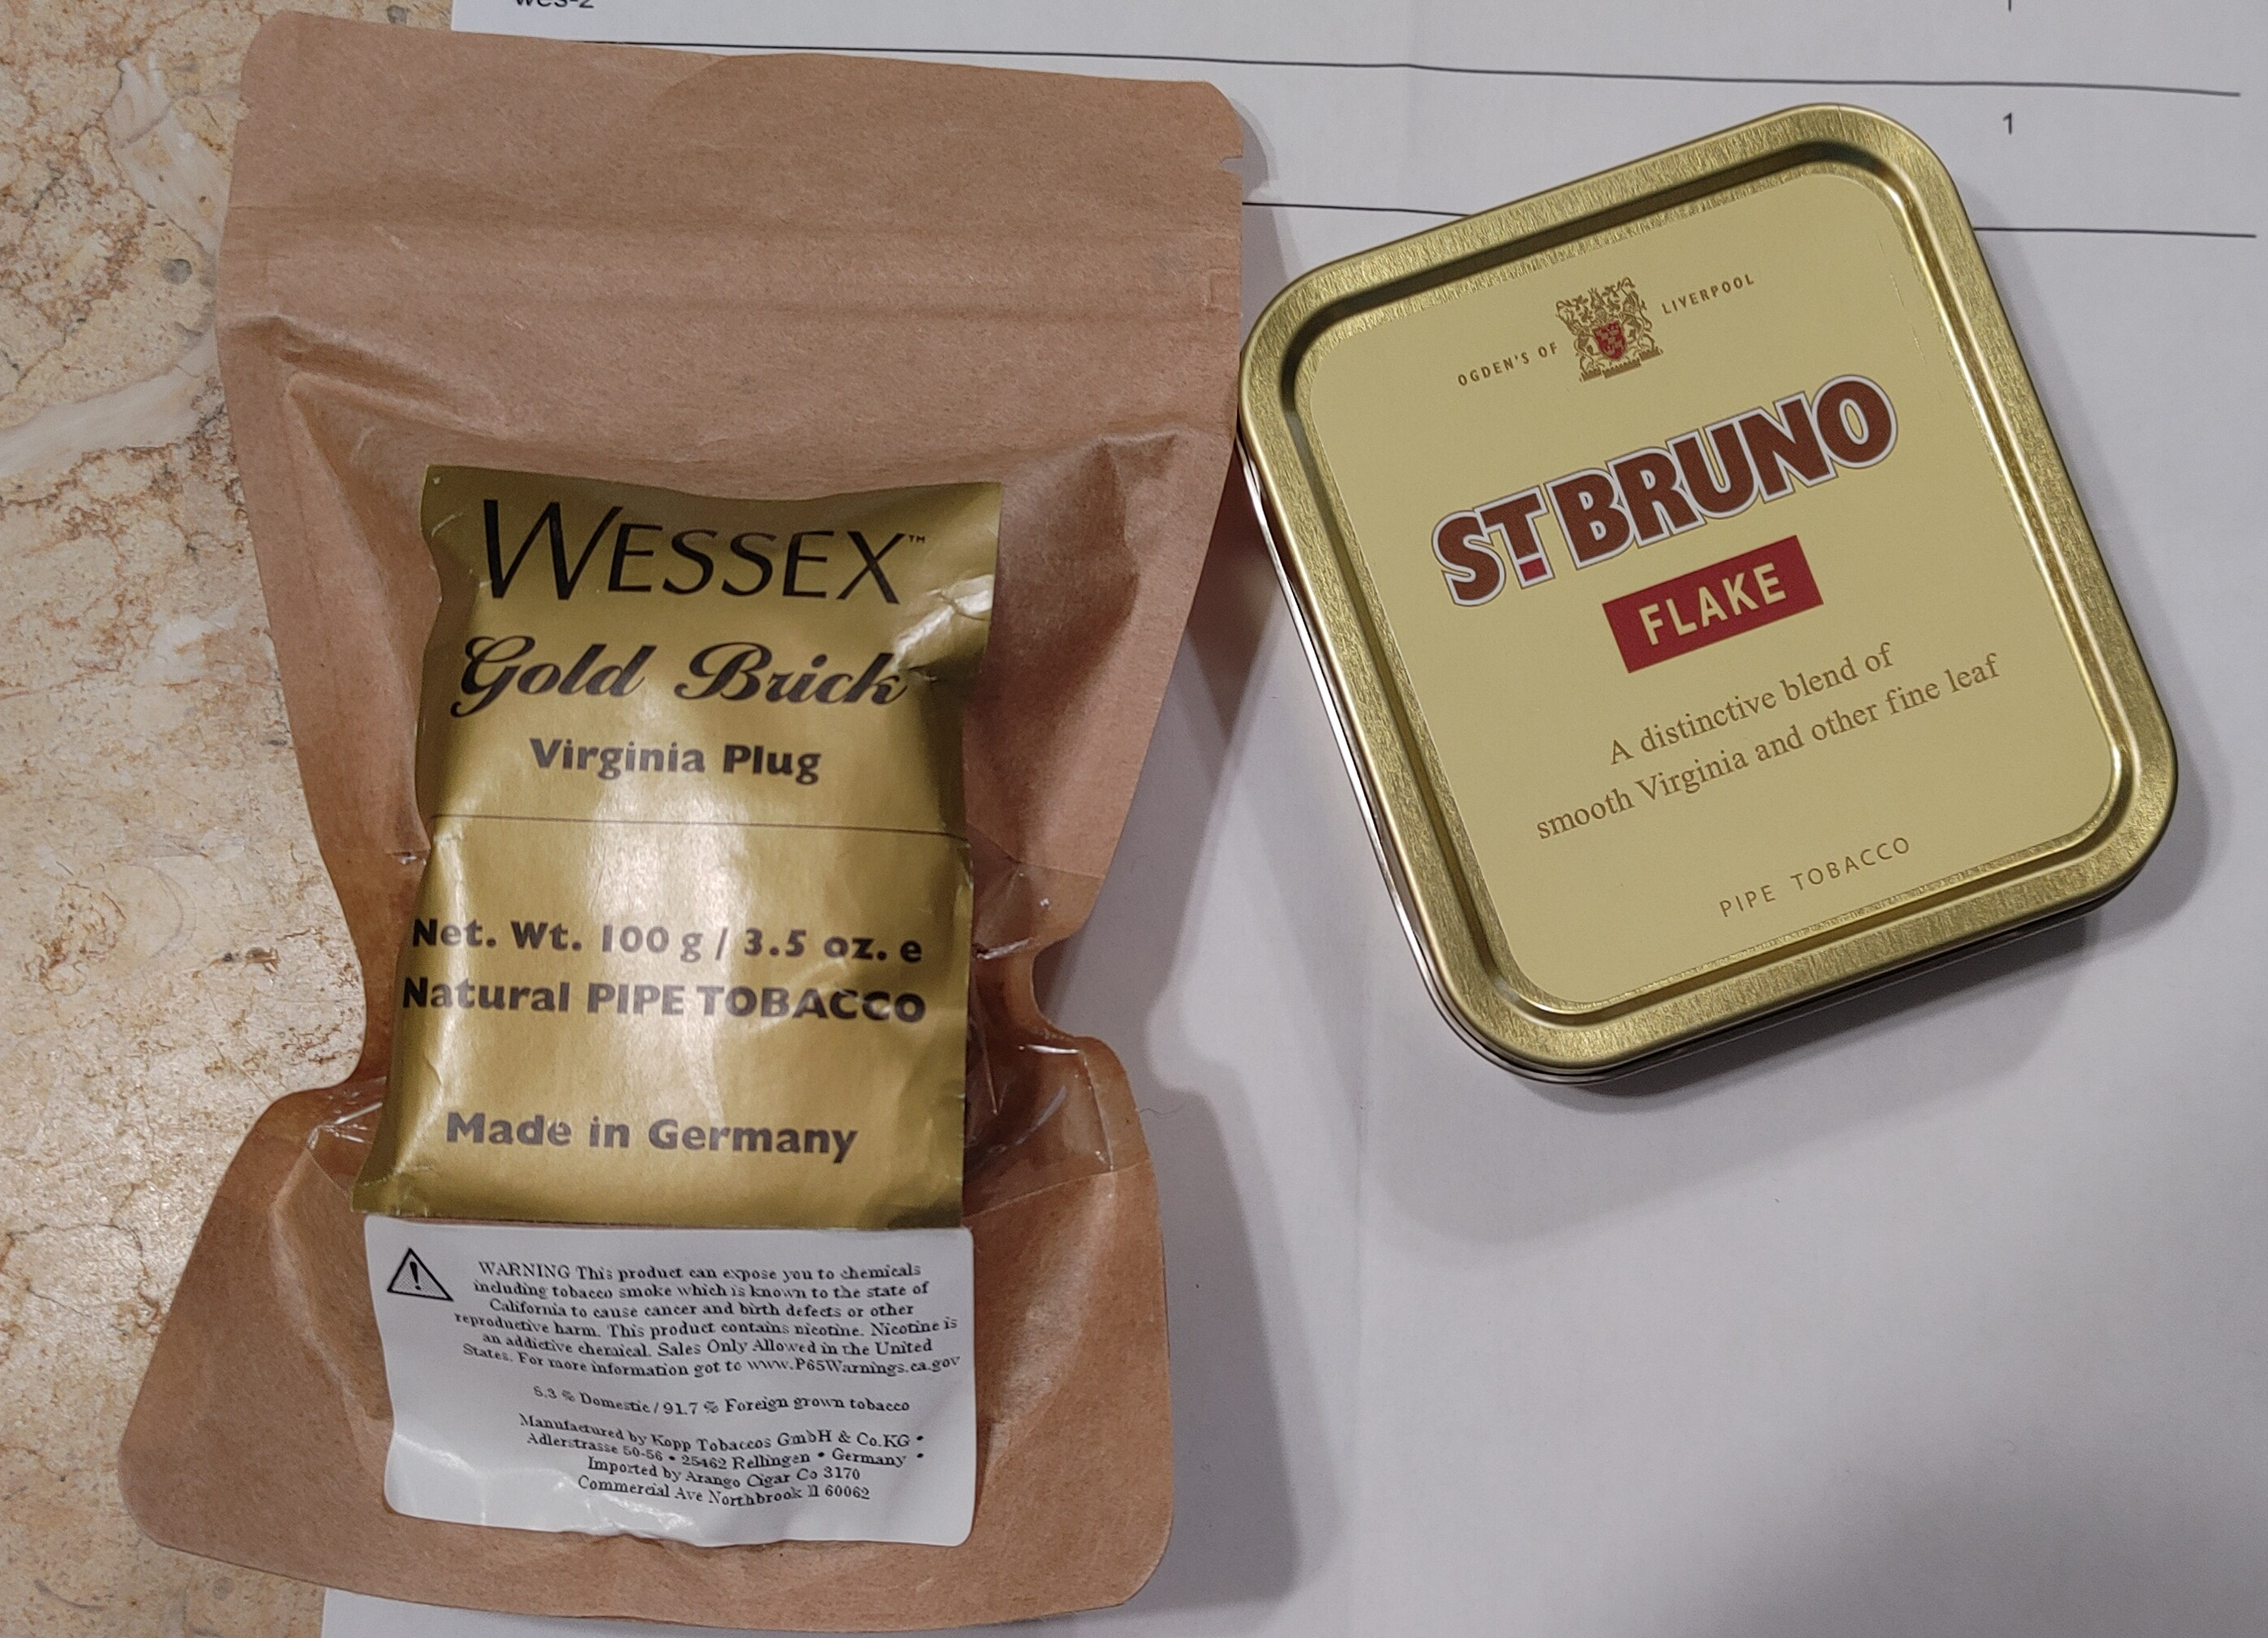 wes-2
1
WESSEX™
Gold Brick
Virginia Plug
Net. Wt. 100 g / 3.5 oz. e
Natural PIPE TOBACCO
Made in Germany
WARNING This product can expose you to chemicals
including tobacco smoke which is known to the state of
California to cause cancer and birth defects or other
reproductive harm. This product contains nicotine. Nicotine is
an addictive chemical. Sales Only Allowed in the United
States. For more information got to www.P65Warnings.ca.gov
8.3 % Domestic / 91.7 % Foreign grown tobacco
Manufactured by Kopp Tobaccos GmbH & Co.KG •
Adlerstrasse 50-56 • 25462 Rellingen • Germany •
Imported by Arango Cigar Co 3170
Commercial Ave Northbrook Il 60062
OGDEN'S OF LIVERPOOL
ST. BRUNO
FLAKE
A distinctive blend of
smooth Virginia and other fine leaf
PIPE TOBACCO